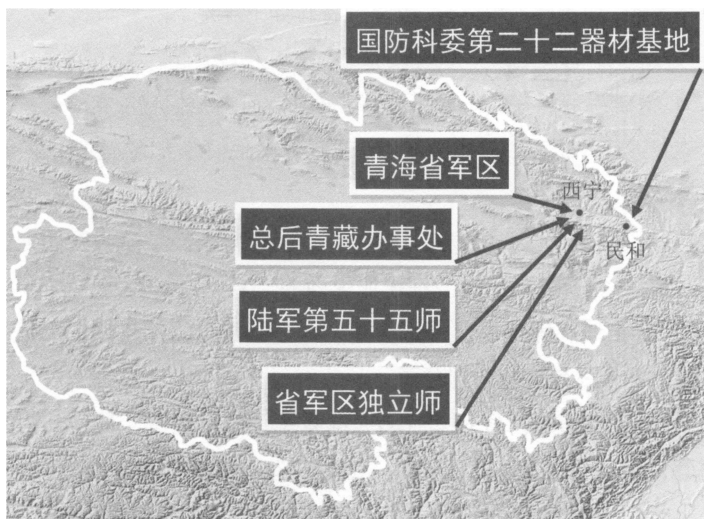 国防科委第二十二器材基地
青海省军区
西宁
总后青藏办事处
民和
陆军第五十五师
省军区独立师